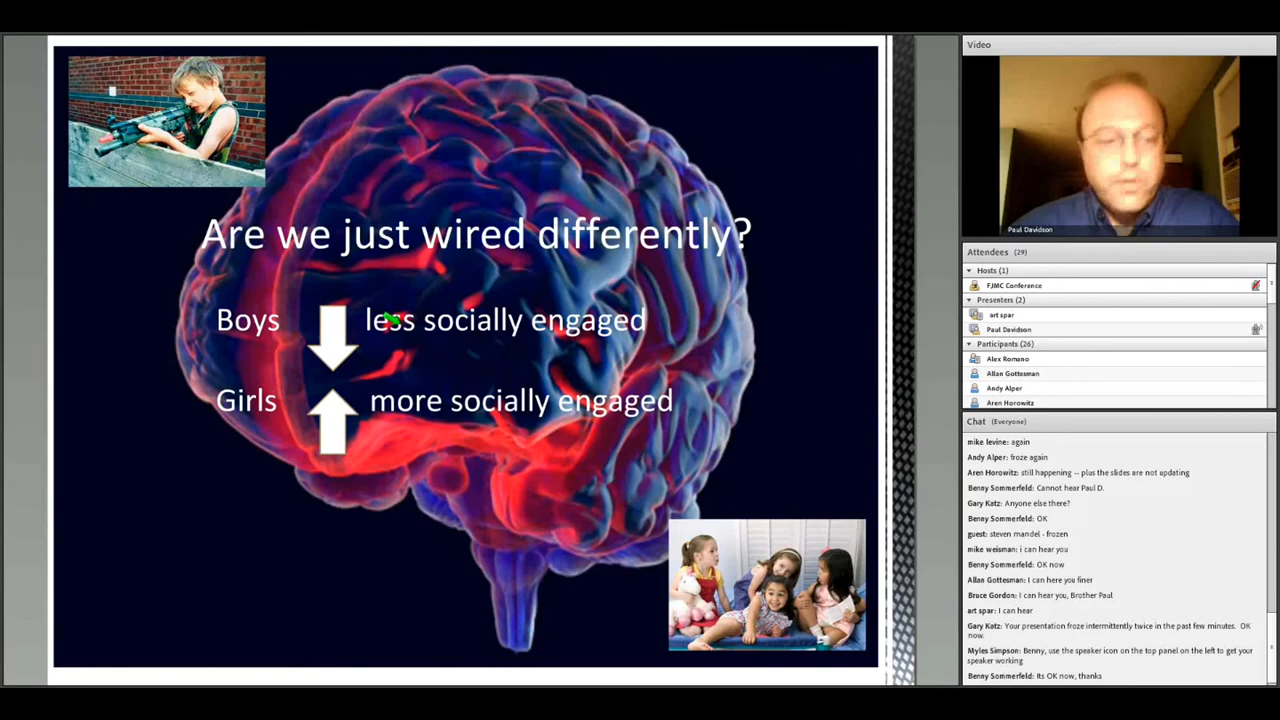 Are we just wired differently?
Boys less socially engaged
Girls more socially engaged
Video
Paul Davidson
Attendees (29)
Hosts (1)
FJMC Conference
Presenters (2)
art spar
Paul Davidson
Participants (26)
Alex Romano
Allan Gottesman
Andy Alper
Aren Horowitz
Chat (Everyone)
mike levine: again
Andy Alper: froze again
Aren Horowitz: still happening -- plus the slides are not updating
Benny Sommerfeld: Cannot hear Paul D.
Gary Katz: Anyone else there?
Benny Sommerfeld: OK
guest: steven mandel - frozen
mike weisman: i can hear you
Benny Sommerfeld: OK now
Allan Gottesman: I can here you finer
Bruce Gordon: I can hear you, Brother Paul
art spar: I can hear
Gary Katz: Your presentation froze intermittently twice in the past few minutes. OK
now.
Myles Simpson: Benny, use the speaker icon on the top panel on the left to get your
speaker working
Benny Sommerfeld: Its OK now, thanks